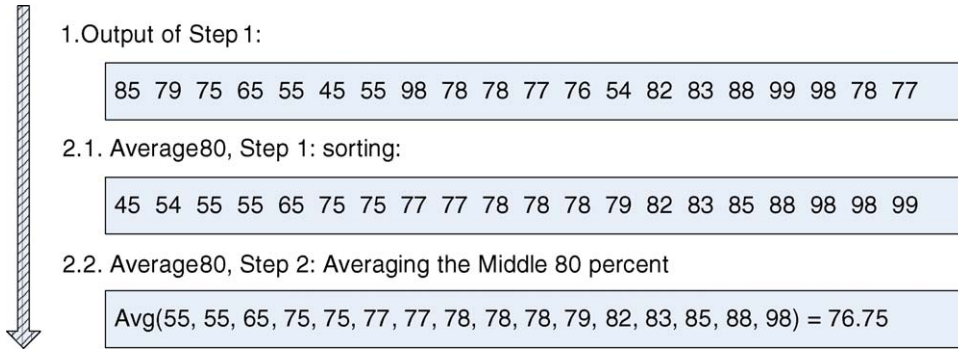 1.Output of Step 1:
85 79 75 65 55 45 55 98 78 78 77 76 54 82 83 88 99 98 78 77
2.1. Average80, Step 1: sorting:
45 54 55 55 65 75 75 77 77 78 78 78 79 82 83 85 88 98 98 99
2.2. Average80, Step 2: Averaging the Middle 80 percent
Avg(55, 55, 65, 75, 75, 77, 77, 78, 78, 78, 79, 82, 83, 85, 88, 98) = 76.75